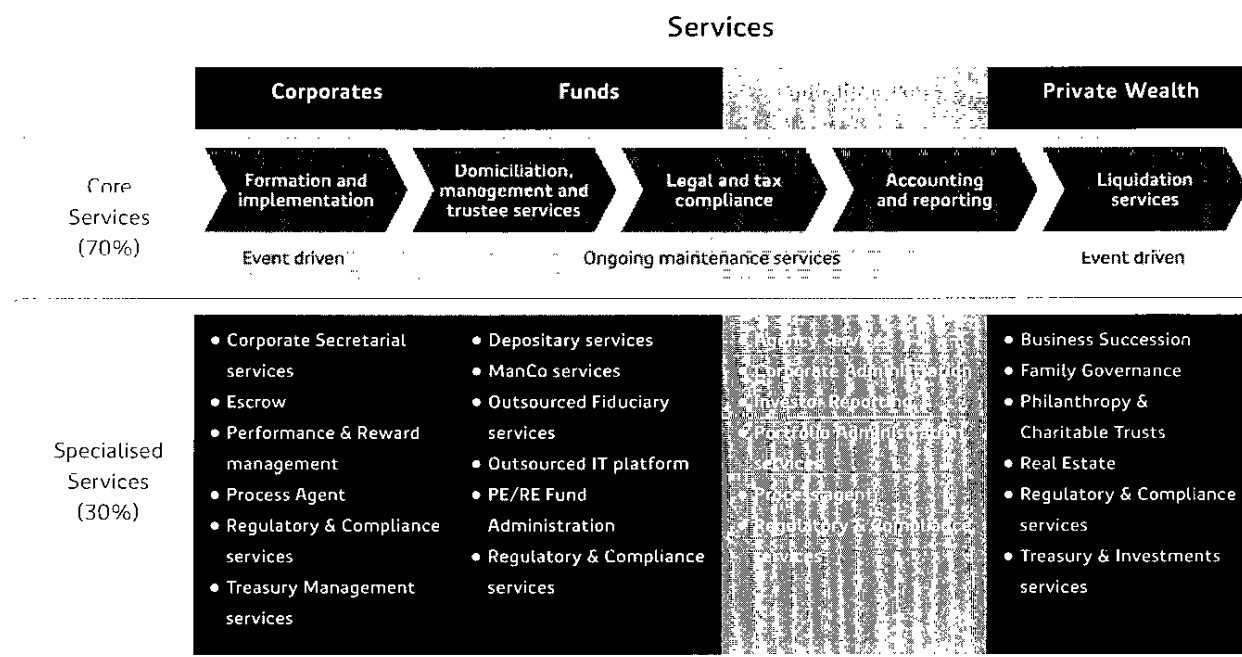 Services
Corporates
Funds
Private Wealth
Core
Services
(70%)
Formation and
implementation
Domiciliation,
management and
trustee services
Legal and tax
compliance
Accounting
and reporting
Liquidation
services
Event driven
Ongoing maintenance services
Event driven
Specialised
Services
(30%)
• Corporate Secretarial
services
• Escrow
• Performance & Reward
management
• Process Agent
• Regulatory & Compliance
services
• Treasury Management
services
• Depositary services
• ManCo services
• Outsourced Fiduciary
services
• Outsourced IT platform
• PE/RE Fund
Administration
• Regulatory & Compliance
services
• Agency services
• Corporate Administration
• Investor Reporting
• Portfolio Administration
services
• Process agent
• Regulatory & Compliance
services
• Business Succession
• Family Governance
• Philanthropy &
Charitable Trusts
• Real Estate
• Regulatory & Compliance
services
• Treasury & Investments
services